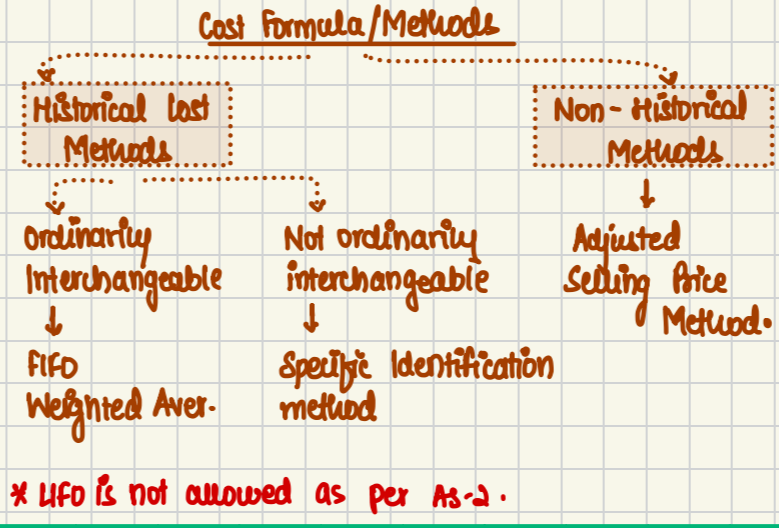 Cost Formula/Methods
Historical Cost
Methods
Non-Historical
Methods
Ordinarily
Interchangeable
Not ordinarily
interchangeable
Adjusted
Selling Price
Method.
FIFO
Weighted Aver.
Specific Identification
method
* LIFO is not allowed as per AS-2.